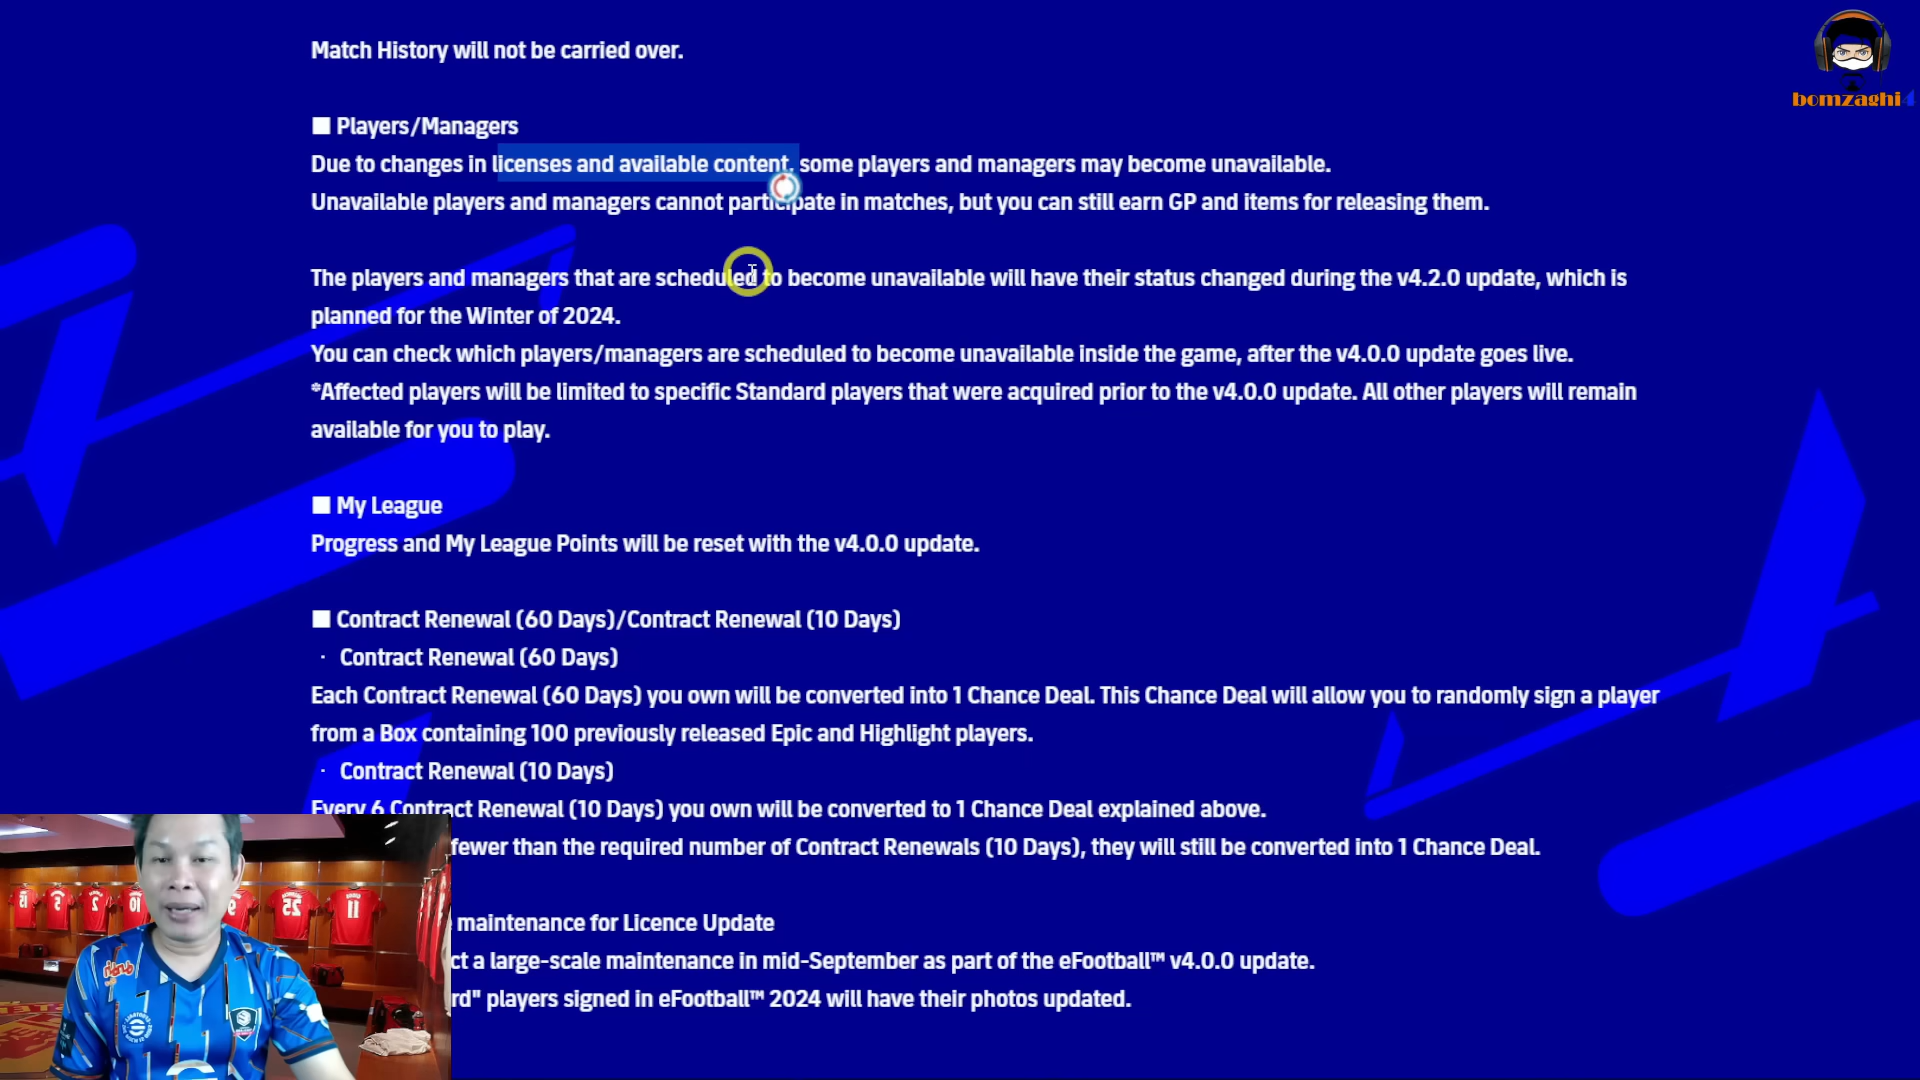 Match History will not be carried over.
bomzaghi4
■ Players/Managers
Due to changes in licenses and available content, some players and managers may become unavailable.
Unavailable players and managers cannot participate in matches, but you can still earn GP and items for releasing them.
The players and managers that are scheduled to become unavailable will have their status changed during the v4.2.0 update, which is
planned for the Winter of 2024.
You can check which players/managers are scheduled to become unavailable inside the game, after the v4.0.0 update goes live.
*Affected players will be limited to specific Standard players that were acquired prior to the v4.0.0 update. All other players will remain
available for you to play.
■ My League
Progress and My League Points will be reset with the v4.0.0 update.
■ Contract Renewal (60 Days)/Contract Renewal (10 Days)
· Contract Renewal (60 Days)
Each Contract Renewal (60 Days) you own will be converted into 1 Chance Deal. This Chance Deal will allow you to randomly sign a player
from a Box containing 100 previously released Epic and Highlight players.
· Contract Renewal (10 Days)
Every 6 Contract Renewal (10 Days) you own will be converted to 1 Chance Deal explained above.
fewer than the required number of Contract Renewals (10 Days), they will still be converted into 1 Chance Deal.
maintenance for Licence Update
ct a large-scale maintenance in mid-September as part of the eFootball™ v4.0.0 update.
rd" players signed in eFootball™ 2024 will have their photos updated.
15
5
2
10
9
25
11